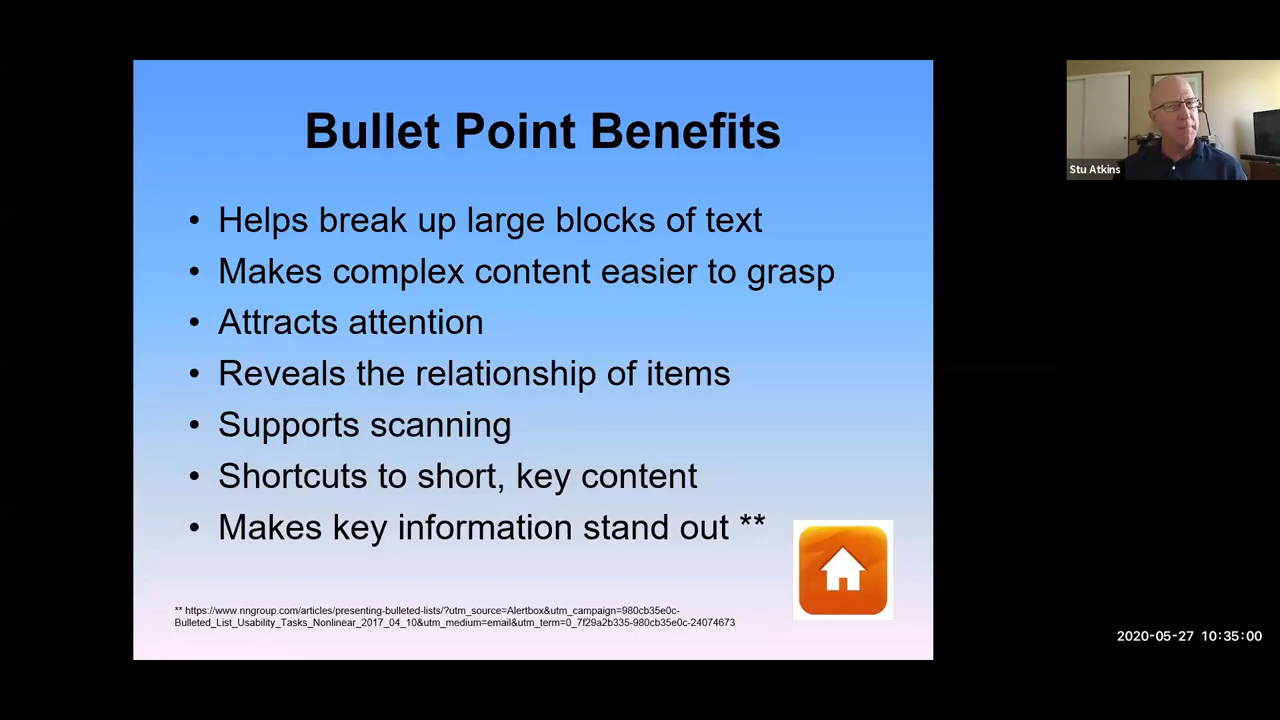 Bullet Point Benefits
• Helps break up large blocks of text
• Makes complex content easier to grasp
• Attracts attention
• Reveals the relationship of items
• Supports scanning
• Shortcuts to short, key content
• Makes key information stand out **
** https://www.nngroup.com/articles/presenting-bulleted-lists/?utm_source=Alertbox&utm_campaign=980cb35e0c-
Bulleted_List_Usability_Tasks_Nonlinear_2017_04_10&utm_medium=email&utm_term=0_7f29a2b335-980cb35e0c-24074673
Stu Atkins
2020-05-27 10:35:00